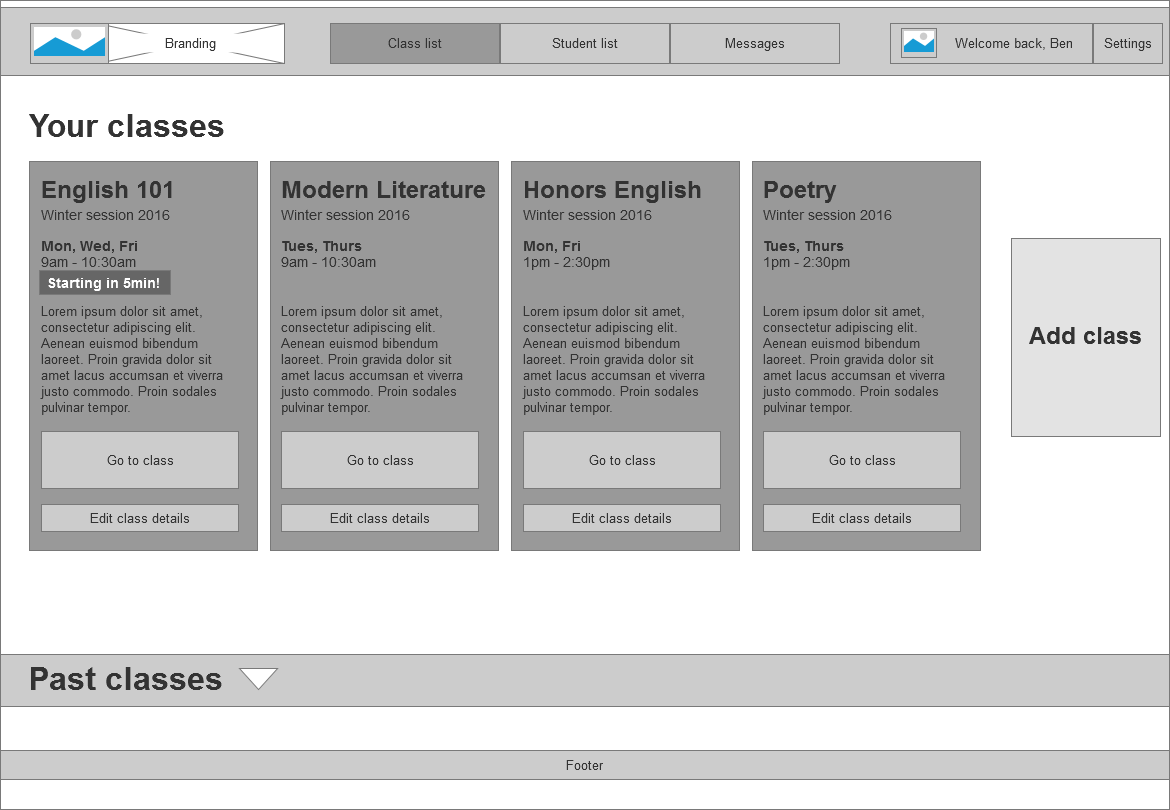 Branding
Class list
Student list
Messages
Welcome back, Ben
Settings
Your classes
English 101
Winter session 2016
Mon, Wed, Fri
9am - 10:30am
Starting in 5min!
Lorem ipsum dolor sit amet,
consectetur adipiscing elit.
Aenean euismod bibendum
laoreet. Proin gravida dolor sit
amet lacus accumsan et viverra
justo commodo. Proin sodales
pulvinar tempor.
Go to class
Edit class details
Modern Literature
Winter session 2016
Tues, Thurs
9am - 10:30am
Lorem ipsum dolor sit amet,
consectetur adipiscing elit.
Aenean euismod bibendum
laoreet. Proin gravida dolor sit
amet lacus accumsan et viverra
justo commodo. Proin sodales
pulvinar tempor.
Go to class
Edit class details
Honors English
Winter session 2016
Mon, Fri
1pm - 2:30pm
Lorem ipsum dolor sit amet,
consectetur adipiscing elit.
Aenean euismod bibendum
laoreet. Proin gravida dolor sit
amet lacus accumsan et viverra
justo commodo. Proin sodales
pulvinar tempor.
Go to class
Edit class details
Poetry
Winter session 2016
Tues, Thurs
1pm - 2:30pm
Lorem ipsum dolor sit amet,
consectetur adipiscing elit.
Aenean euismod bibendum
laoreet. Proin gravida dolor sit
amet lacus accumsan et viverra
justo commodo. Proin sodales
pulvinar tempor.
Go to class
Edit class details
Add class
Past classes
Footer